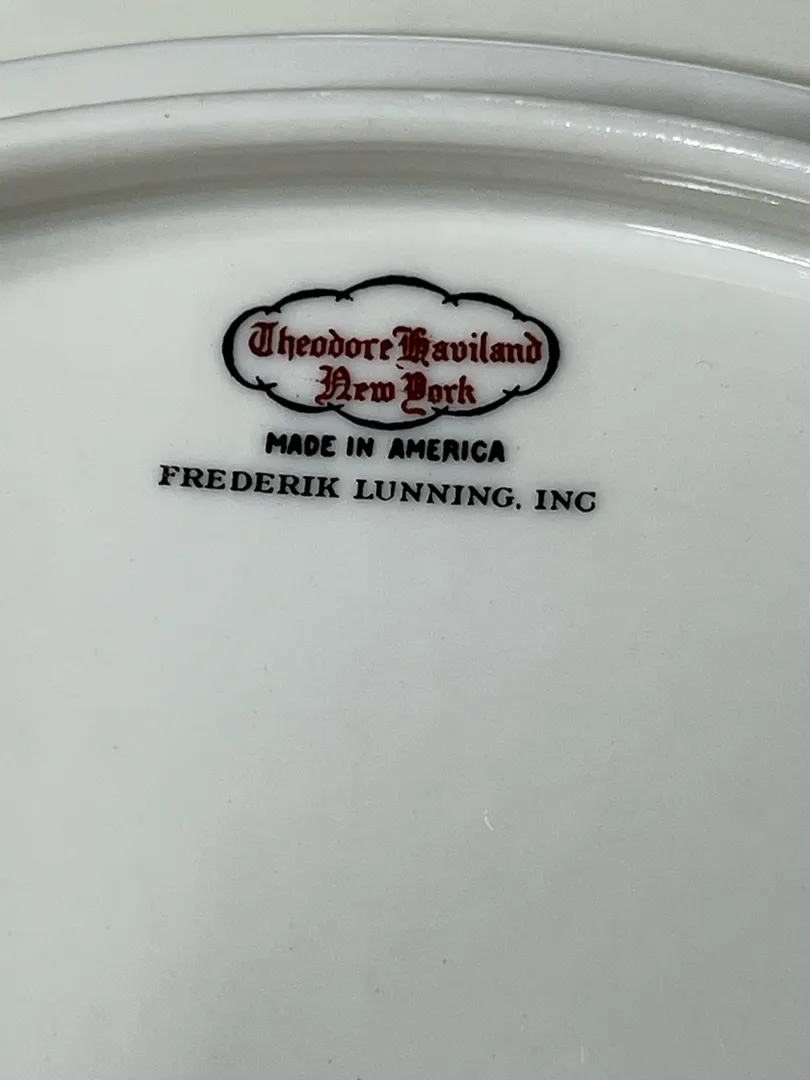 Theodore Haviland
New York
MADE IN AMERICA
FREDERIK LUNNING, INC